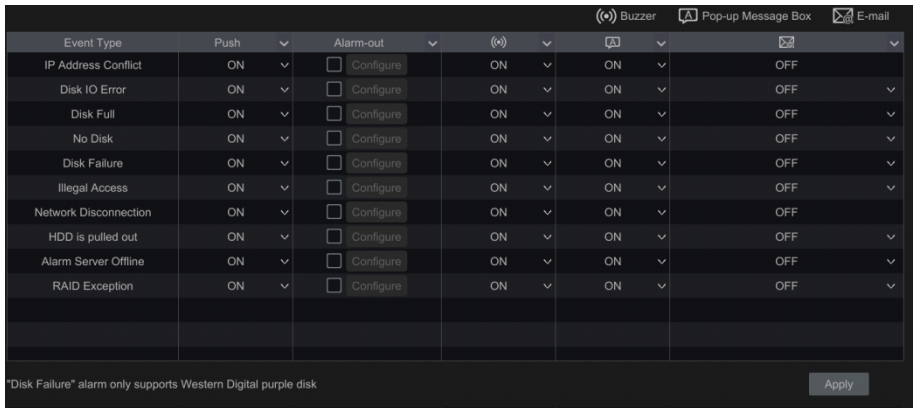 Buzzer Pop-up Message Box E-mail
Event Type Push Alarm-out
IP Address Conflict ON Configure ON ON OFF
Disk IO Error ON Configure ON ON OFF
Disk Full ON Configure ON ON OFF
No Disk ON Configure ON ON OFF
Disk Failure ON Configure ON ON OFF
Illegal Access ON Configure ON ON OFF
Network Disconnection ON Configure ON ON OFF
HDD is pulled out ON Configure ON ON OFF
Alarm Server Offline ON Configure ON ON OFF
RAID Exception ON Configure ON ON OFF
"Disk Failure" alarm only supports Western Digital purple disk Apply